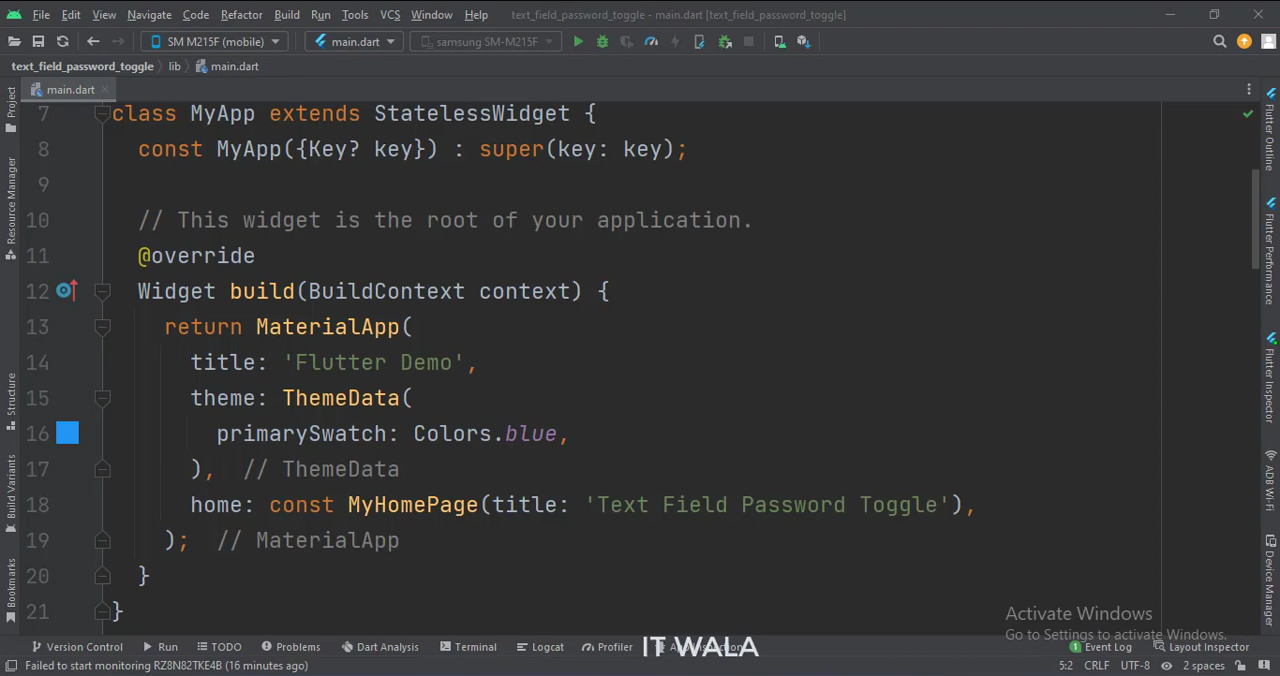 File Edit View Navigate Code Refactor Build Run Tools VCS Window Help text_field_password_toggle - main.dart [text_field_password_toggle]
SM M215F (mobile) main.dart samsung SM-M215F
text_field_password_toggle lib main.dart
main.dart
7 class MyApp extends StatelessWidget {
8 const MyApp({Key? key}) : super(key: key);
9
10 // This widget is the root of your application.
11 @override
12 Widget build(BuildContext context) {
13 return MaterialApp(
14 title: 'Flutter Demo',
15 theme: ThemeData(
16 primarySwatch: Colors.blue,
17 ), // ThemeData
18 home: const MyHomePage(title: 'Text Field Password Toggle'),
19 ); // MaterialApp
20 }
21 }
Project
Resource Manager
Structure
Build Variants
Bookmarks
Flutter Outline
Flutter Performance
Flutter Inspector
ADB Wi-Fi
Device Manager
Activate Windows
Go to Settings to activate Windows.
Version Control Run TODO Problems Dart Analysis Terminal Logcat Profiler Event Log Layout Inspector
IT WALA
Failed to start monitoring RZ8N82TKE4B (16 minutes ago) 5:2 CRLF UTF-8 2 spaces